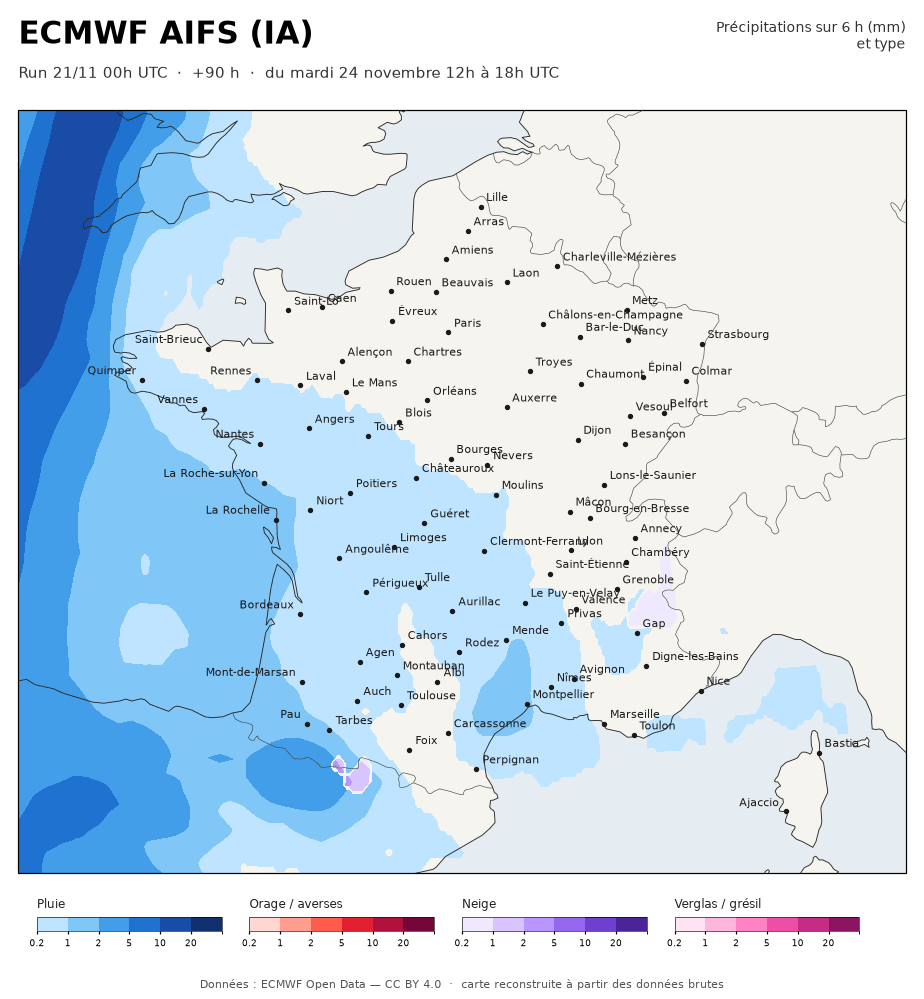 ECMWF AIFS (IA)
Précipitations sur 6 h (mm)
et type
Run 21/11 00h UTC · +90 h · du mardi 24 novembre 12h à 18h UTC
Lille
Arras
Amiens
Charleville-Mézières
Laon
Rouen
Beauvais
Saint-Lô
Caen
Metz
Évreux
Châlons-en-Champagne
Paris
Bar-le-Duc
Nancy
Saint-Brieuc
Strasbourg
Alençon
Chartres
Troyes
Épinal
Quimper
Rennes
Laval
Le Mans
Chaumont
Colmar
Vannes
Orléans
Auxerre
Vesoul
Belfort
Angers
Tours
Blois
Nantes
Dijon
Besançon
Bourges
Nevers
La Roche-sur-Yon
Châteauroux
Lons-le-Saunier
Poitiers
Moulins
Niort
La Rochelle
Guéret
Mâcon
Bourg-en-Bresse
Limoges
Angoulême
Clermont-Ferrand
Lyon
Annecy
Chambéry
Saint-Étienne
Périgueux
Tulle
Grenoble
Bordeaux
Aurillac
Le Puy-en-Velay
Valence
Privas
Cahors
Rodez
Mende
Gap
Agen
Montauban
Albi
Digne-les-Bains
Mont-de-Marsan
Avignon
Nîmes
Nice
Auch
Toulouse
Montpellier
Pau
Tarbes
Carcassonne
Marseille
Toulon
Foix
Perpignan
Bastia
Ajaccio
Pluie
0.2 1 2 5 10 20
Orage / averses
0.2 1 2 5 10 20
Neige
0.2 1 2 5 10 20
Verglas / grésil
0.2 1 2 5 10 20
Données : ECMWF Open Data — CC BY 4.0 · carte reconstruite à partir des données brutes